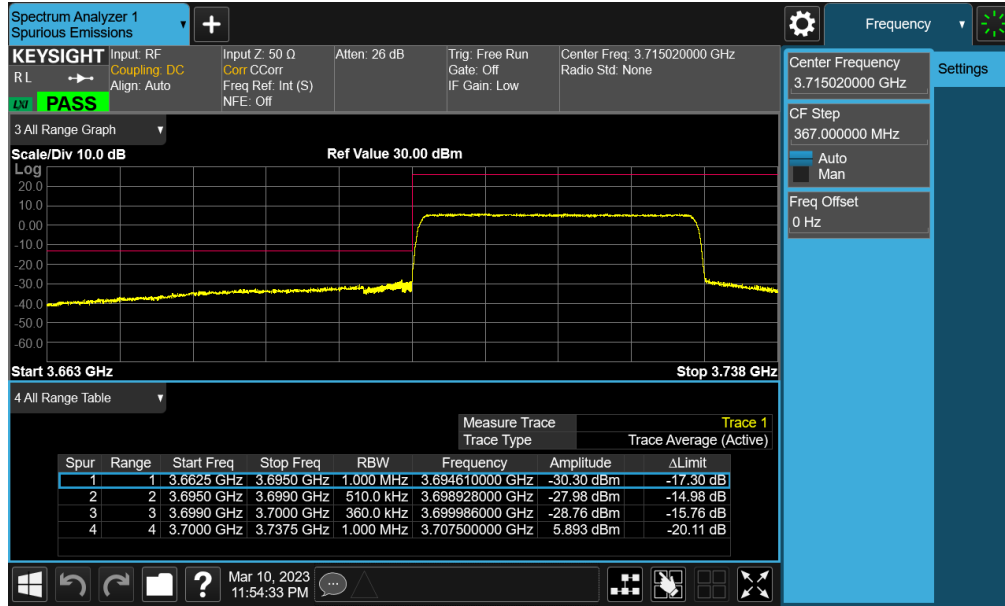 Spectrum Analyzer 1
Spurious Emissions
+
Frequency
KEYSIGHT
RL
LXI
PASS
Input: RF
Coupling: DC
Align: Auto
Input Z: 50 Ω
Corr CCorr
Freq Ref: Int (S)
NFE: Off
Atten: 26 dB
Trig: Free Run
Gate: Off
IF Gain: Low
Center Freq: 3.715020000 GHz
Radio Std: None
Center Frequency
3.715020000 GHz
Settings
CF Step
367.000000 MHz
Auto
Man
Freq Offset
0 Hz
3 All Range Graph
Scale/Div 10.0 dB
Ref Value 30.00 dBm
Log
20.0
10.0
0.00
-10.0
-20.0
-30.0
-40.0
-50.0
-60.0
Start 3.663 GHz
Stop 3.738 GHz
4 All Range Table
Measure Trace Trace 1
Trace Type Trace Average (Active)
Spur Range Start Freq Stop Freq RBW Frequency Amplitude ΔLimit
1 1 3.6625 GHz 3.6950 GHz 1.000 MHz 3.694610000 GHz -30.30 dBm -17.30 dB
2 2 3.6950 GHz 3.6990 GHz 510.0 kHz 3.698928000 GHz -27.98 dBm -14.98 dB
3 3 3.6990 GHz 3.7000 GHz 360.0 kHz 3.699986000 GHz -28.76 dBm -15.76 dB
4 4 3.7000 GHz 3.7375 GHz 1.000 MHz 3.707500000 GHz 5.893 dBm -20.11 dB
?
Mar 10, 2023
11:54:33 PM